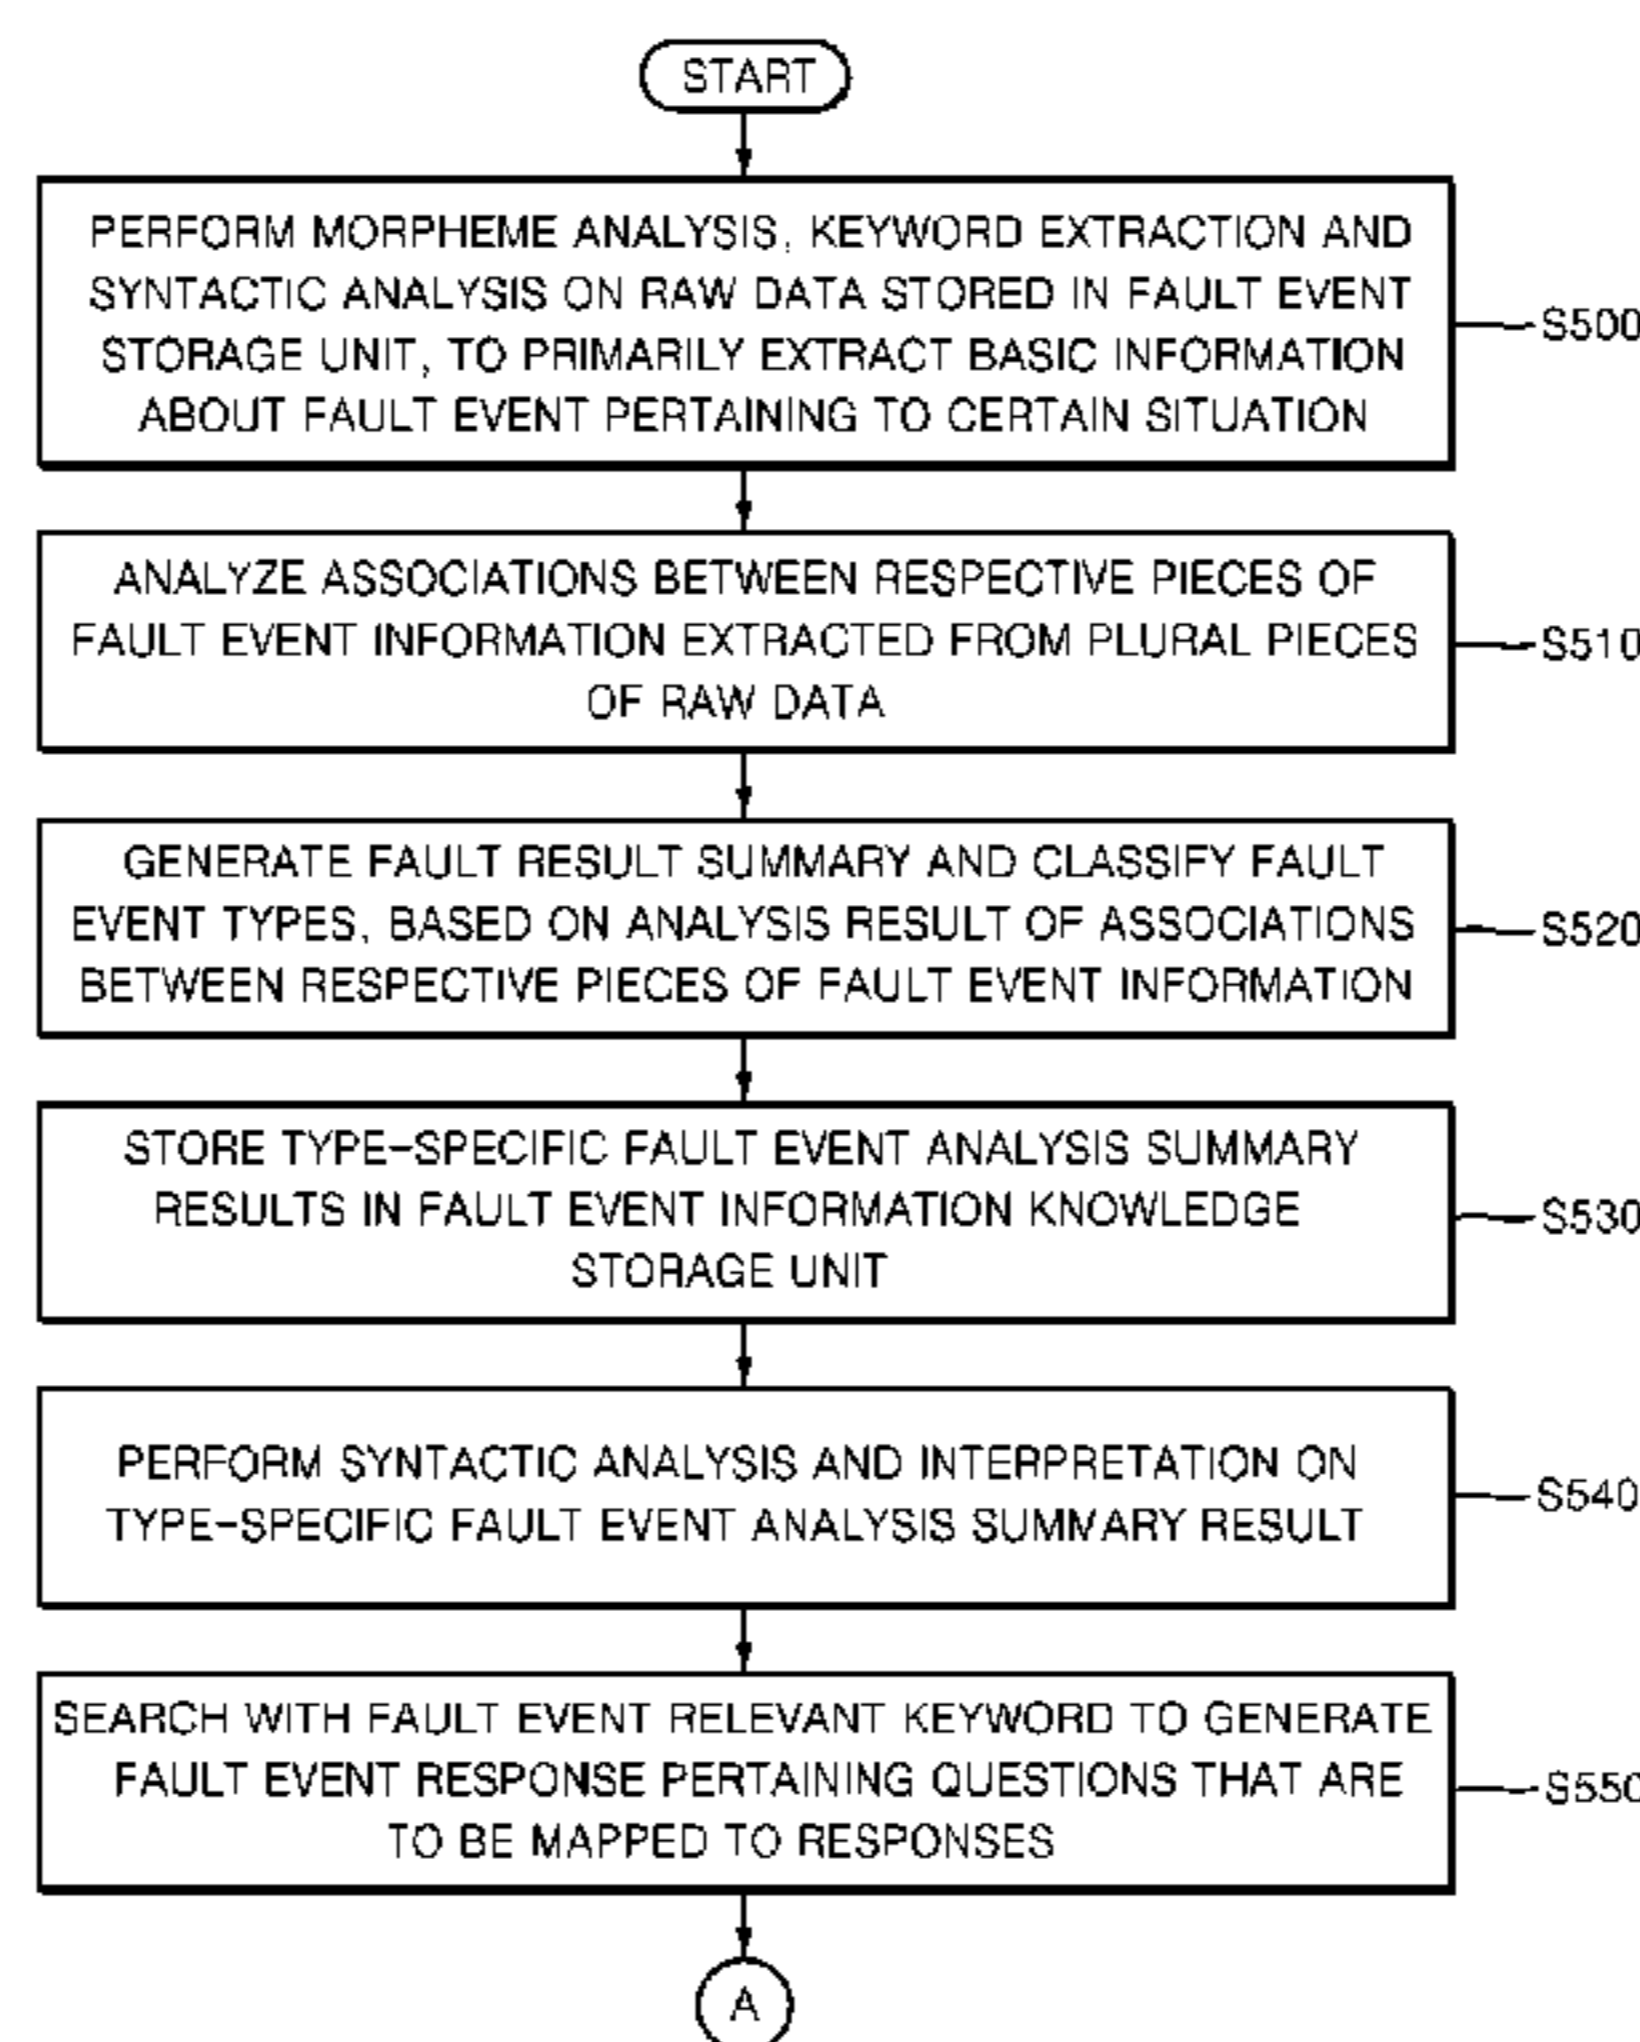 START
PERFORM MORPHEME ANALYSIS, KEYWORD EXTRACTION AND
SYNTACTIC ANALYSIS ON RAW DATA STORED IN FAULT EVENT
STORAGE UNIT, TO PRIMARILY EXTRACT BASIC INFORMATION
ABOUT FAULT EVENT PERTAINING TO CERTAIN SITUATION
S500
ANALYZE ASSOCIATIONS BETWEEN RESPECTIVE PIECES OF
FAULT EVENT INFORMATION EXTRACTED FROM PLURAL PIECES
OF RAW DATA
S510
GENERATE FAULT RESULT SUMMARY AND CLASSIFY FAULT
EVENT TYPES, BASED ON ANALYSIS RESULT OF ASSOCIATIONS
BETWEEN RESPECTIVE PIECES OF FAULT EVENT INFORMATION
S520
STORE TYPE-SPECIFIC FAULT EVENT ANALYSIS SUMMARY
RESULTS IN FAULT EVENT INFORMATION KNOWLEDGE
STORAGE UNIT
S530
PERFORM SYNTACTIC ANALYSIS AND INTERPRETATION ON
TYPE-SPECIFIC FAULT EVENT ANALYSIS SUMMARY RESULT
S540
SEARCH WITH FAULT EVENT RELEVANT KEYWORD TO GENERATE
FAULT EVENT RESPONSE PERTAINING QUESTIONS THAT ARE
TO BE MAPPED TO RESPONSES
S550
A